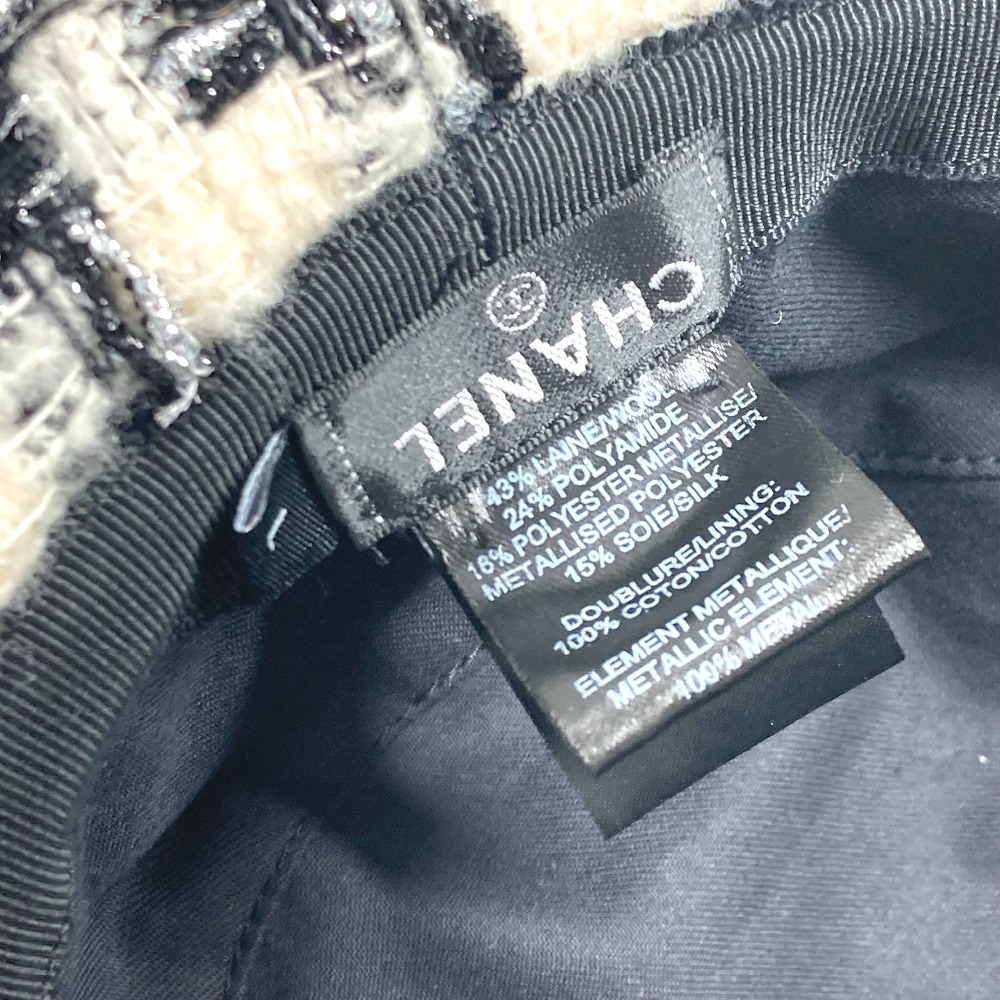 CHANEL
43% LAINE/WOOL
24% POLYAMIDE
16% POLYESTER METALLISE/
METALLISED POLYESTER
15% SOIE/SILK
DOUBLURE/LINING:
100% COTON/COTTON
ELEMENT METALLIQUE/
METALLIC ELEMENT:
100% METAL